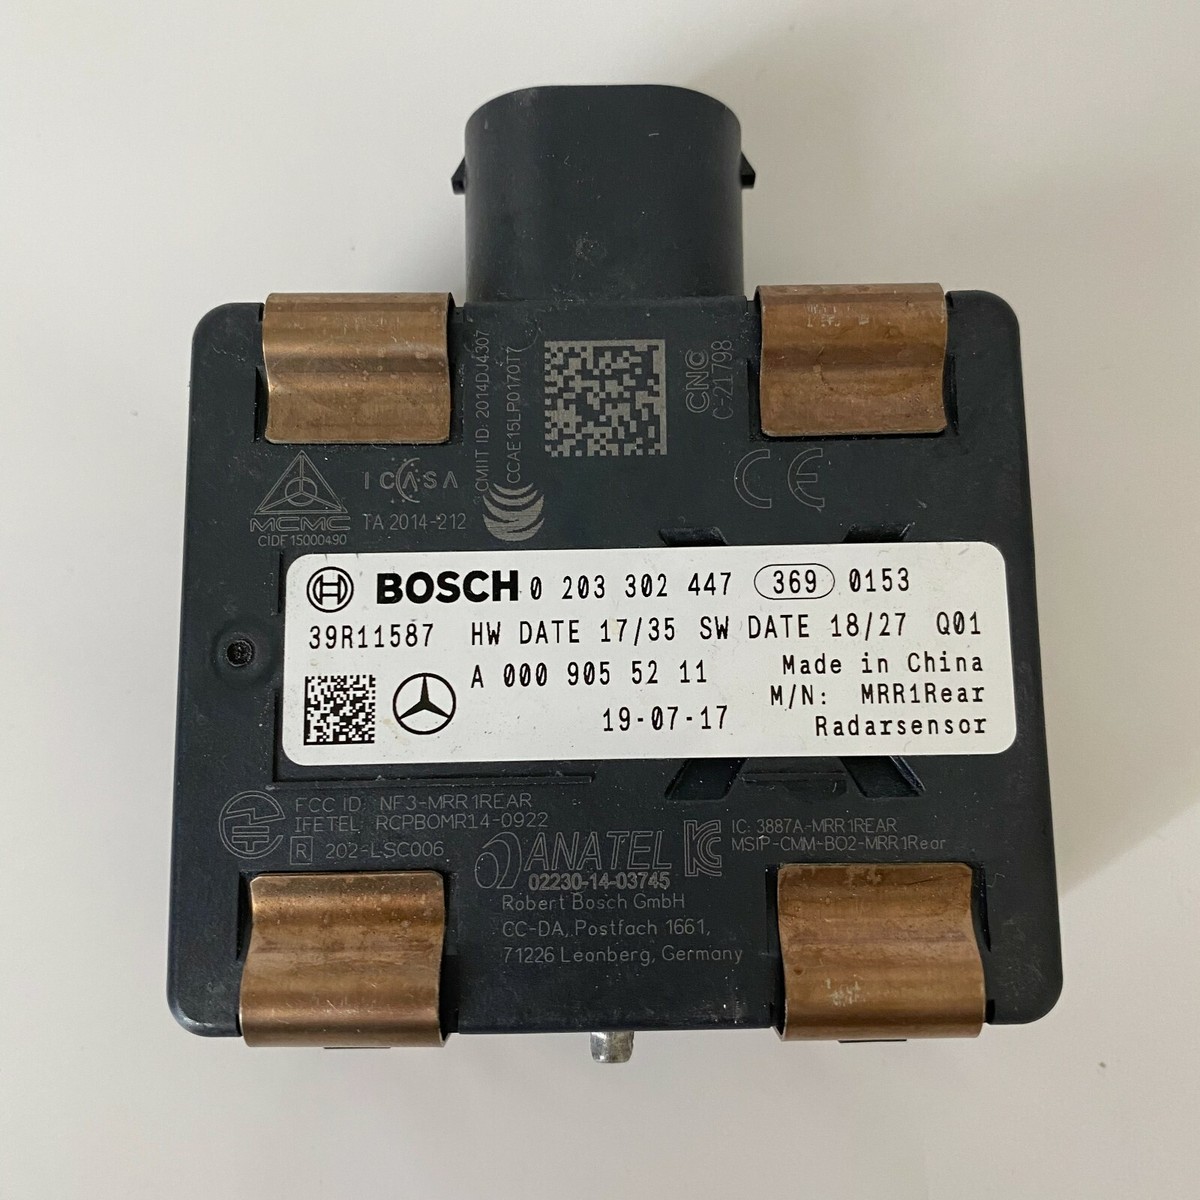 CMIIT ID: 2014DJ4307
CCAE15LP0170T7
CNC
C-21798
MCMC
CIDF15000490
ICASA
TA 2014-212
CE
BOSCH 0 203 302 447 369 0153
39R11587 HW DATE 17/35 SW DATE 18/27 Q01
A 000 905 52 11 Made in China
M/N: MRR1Rear
19-07-17 Radarsensor
FCC ID: NF3-MRR1REAR
IFETEL: RCPBOMR14-0922
R 202-LSC006
ANATEL
02230-14-03745
IC: 3887A-MRR1REAR
MSIP-CMM-BO2-MRR1Rear
Robert Bosch GmbH
CC-DA, Postfach 1661,
71226 Leonberg, Germany